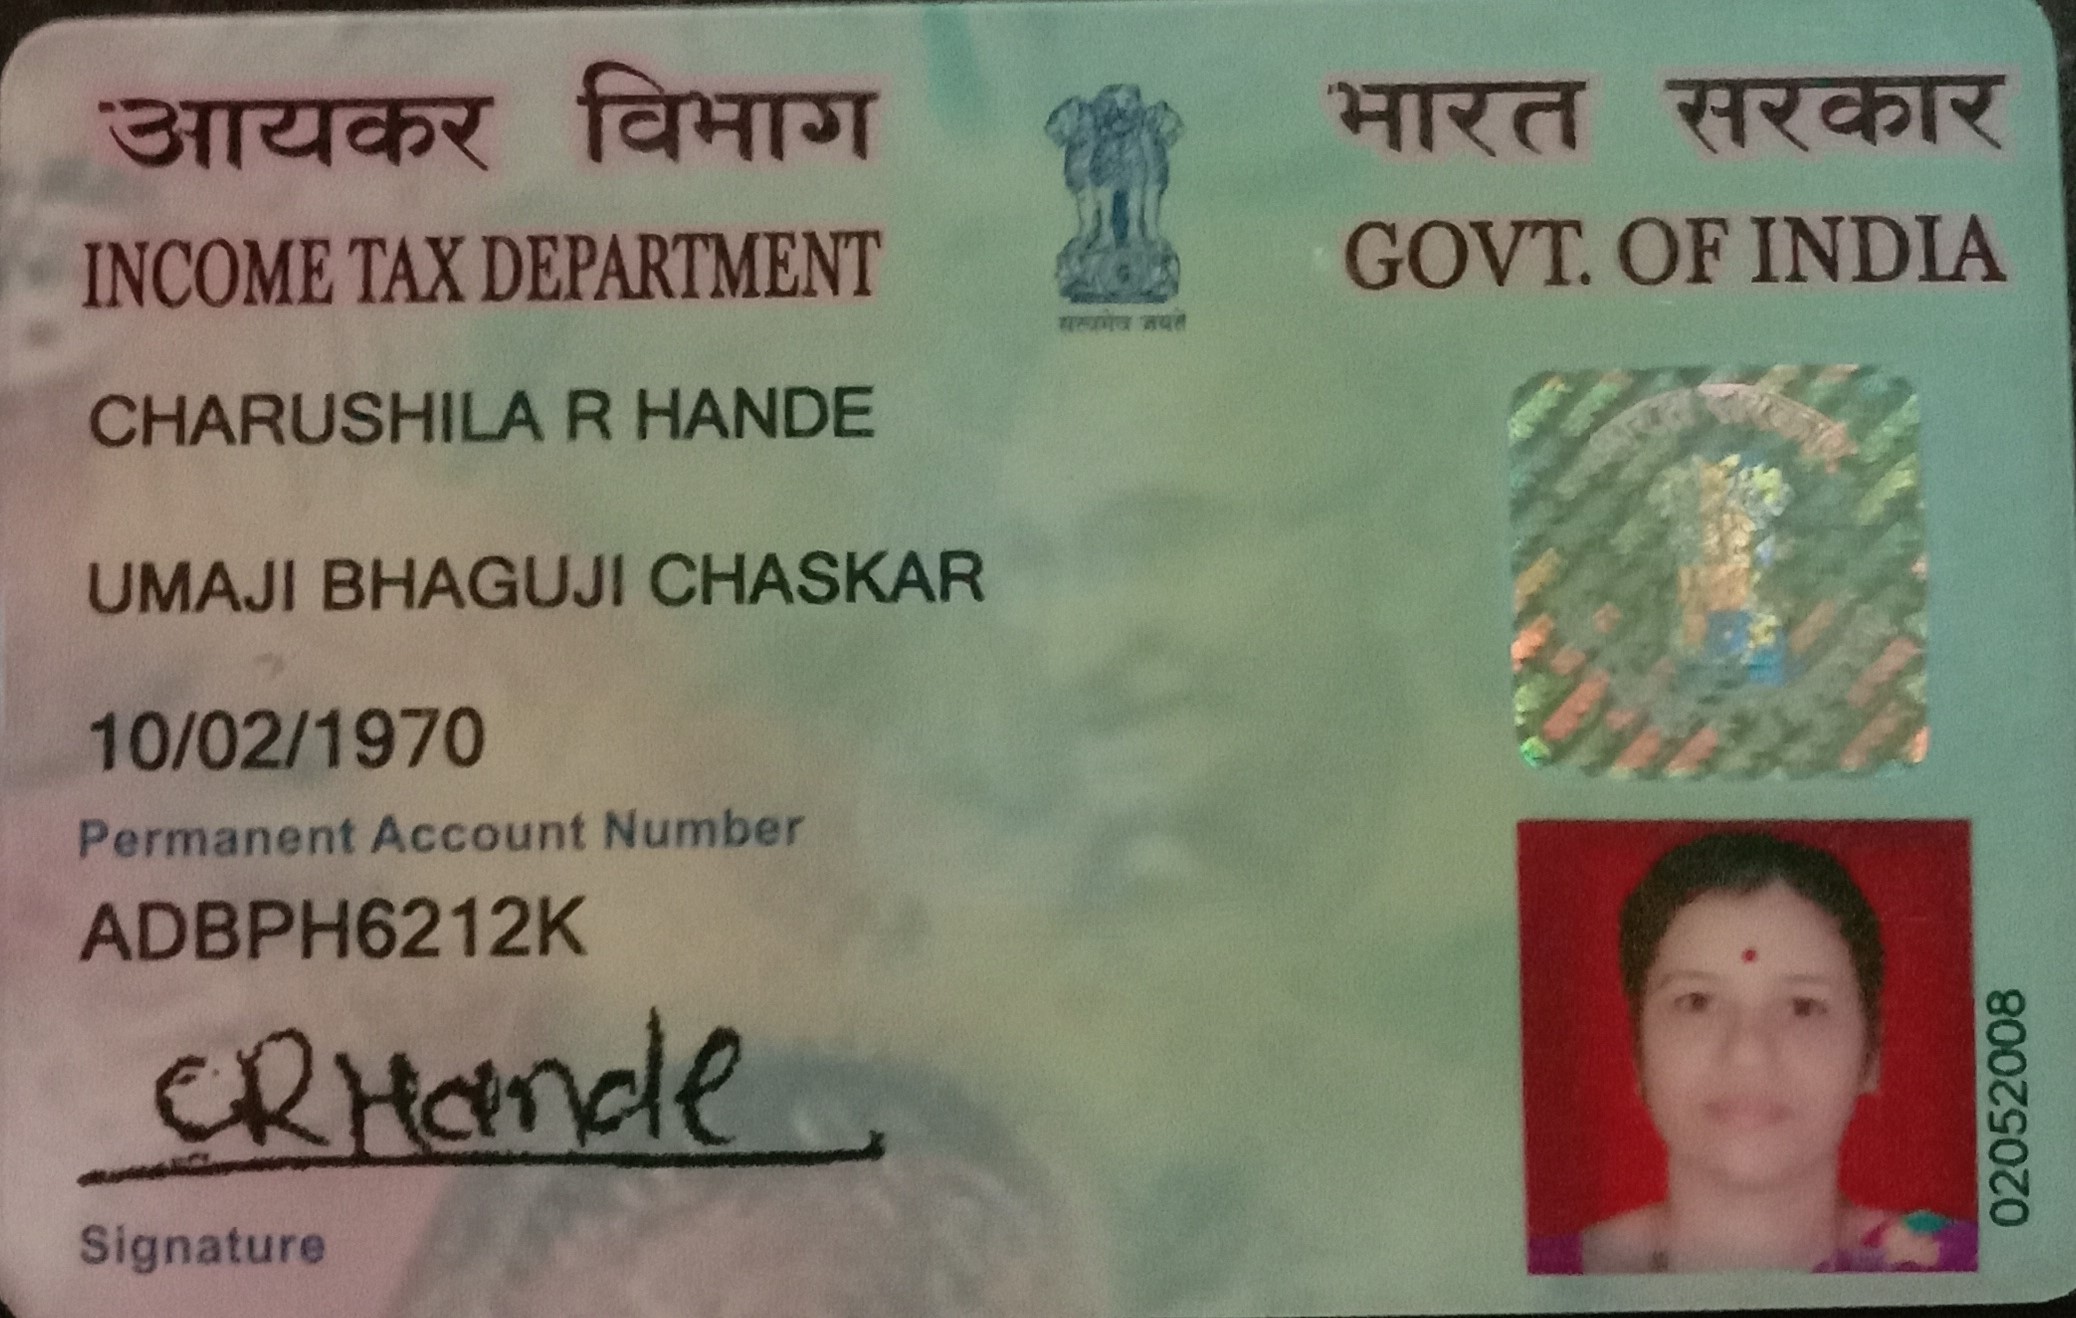 आयकर विभाग
भारत सरकार
INCOME TAX DEPARTMENT
GOVT. OF INDIA
सत्यमेव जयते
CHARUSHILA R HANDE
UMAJI BHAGUJI CHASKAR
10/02/1970
Permanent Account Number
ADBPH6212K
CRHande
Signature
02052008